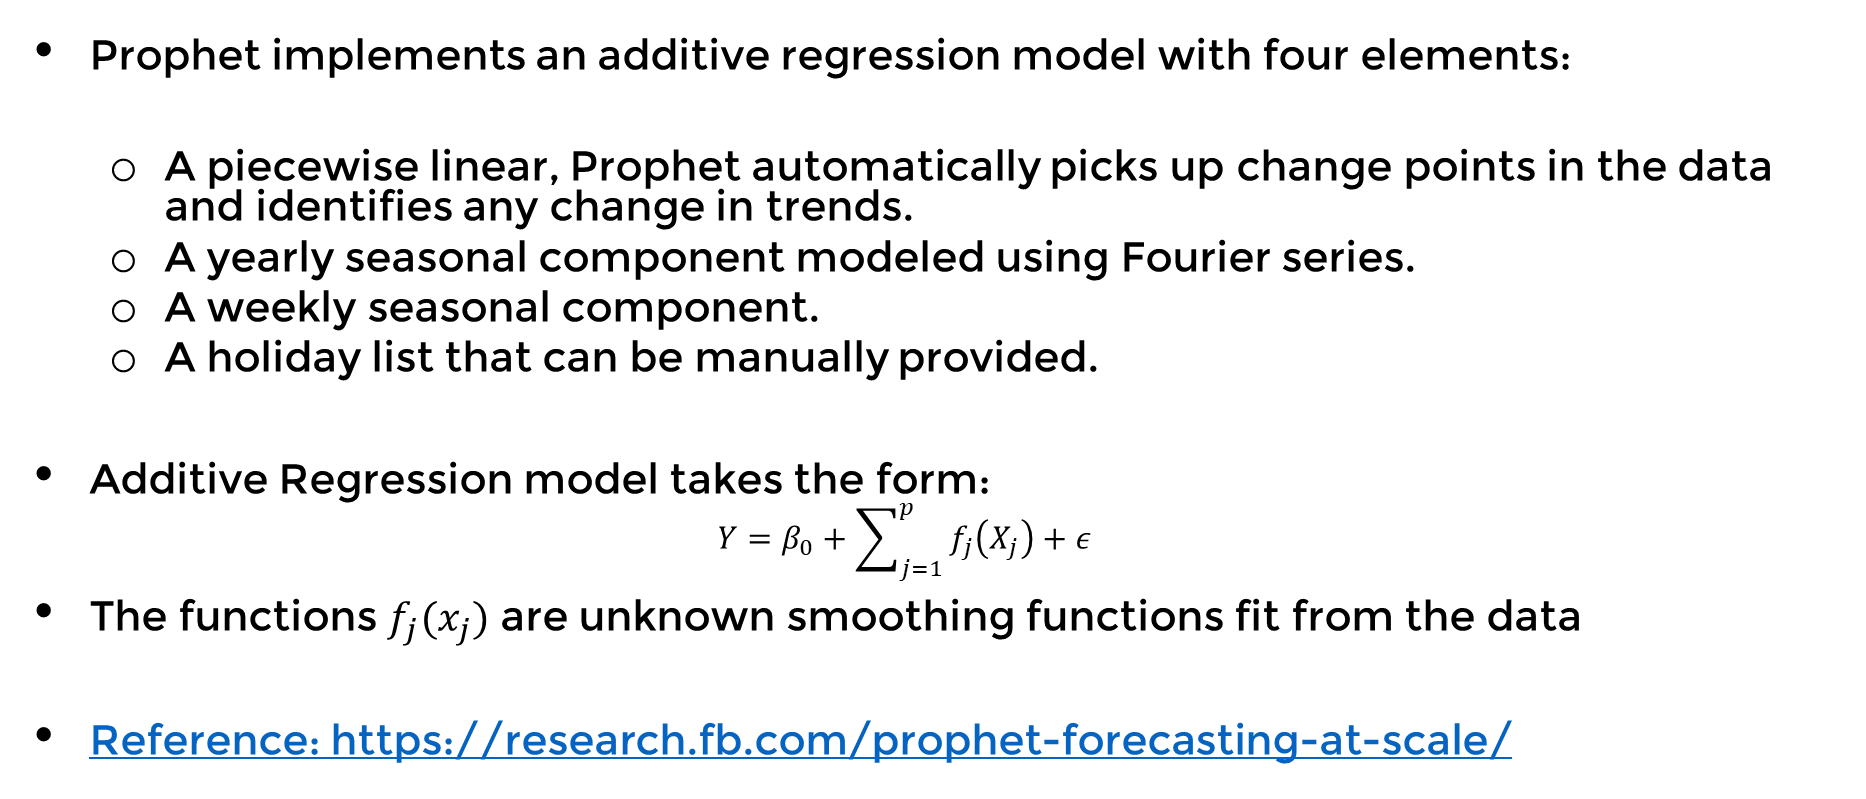 • Prophet implements an additive regression model with four elements:
o A piecewise linear, Prophet automatically picks up change points in the data
and identifies any change in trends.
o A yearly seasonal component modeled using Fourier series.
o A weekly seasonal component.
o A holiday list that can be manually provided.
• Additive Regression model takes the form:
Y = β₀ + ∑ᵖⱼ₌₁ fⱼ(Xⱼ) + ϵ
• The functions fⱼ(xⱼ) are unknown smoothing functions fit from the data
• Reference: https://research.fb.com/prophet-forecasting-at-scale/